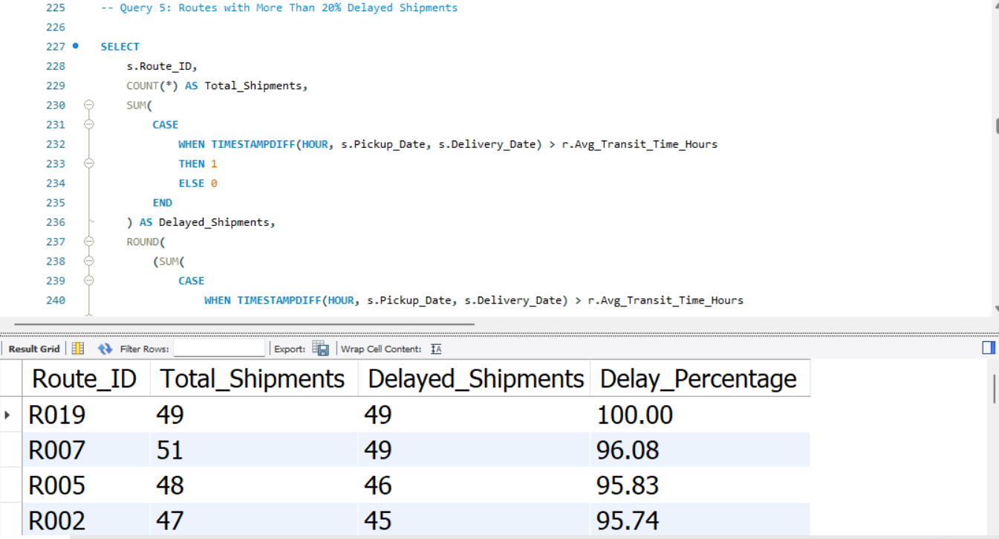 225 -- Query 5: Routes with More Than 20% Delayed Shipments
226
227 SELECT
228 s.Route_ID,
229 COUNT(*) AS Total_Shipments,
230 SUM(
231 CASE
232 WHEN TIMESTAMPDIFF(HOUR, s.Pickup_Date, s.Delivery_Date) > r.Avg_Transit_Time_Hours
233 THEN 1
234 ELSE 0
235 END
236 ) AS Delayed_Shipments,
237 ROUND(
238 (SUM(
239 CASE
240 WHEN TIMESTAMPDIFF(HOUR, s.Pickup_Date, s.Delivery_Date) > r.Avg_Transit_Time_Hours
Result Grid Filter Rows: Export: Wrap Cell Content: IA
Route_ID Total_Shipments Delayed_Shipments Delay_Percentage
R019 49 49 100.00
R007 51 49 96.08
R005 48 46 95.83
R002 47 45 95.74